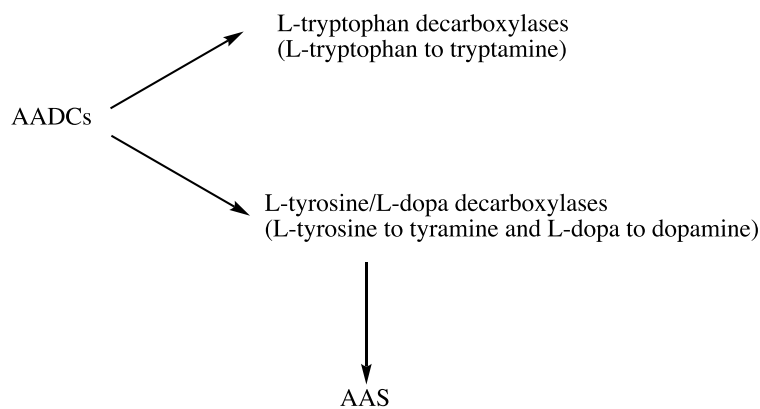 L-tryptophan decarboxylases
(L-tryptophan to tryptamine)
AADCs
L-tyrosine/L-dopa decarboxylases
(L-tyrosine to tyramine and L-dopa to dopamine)
AAS